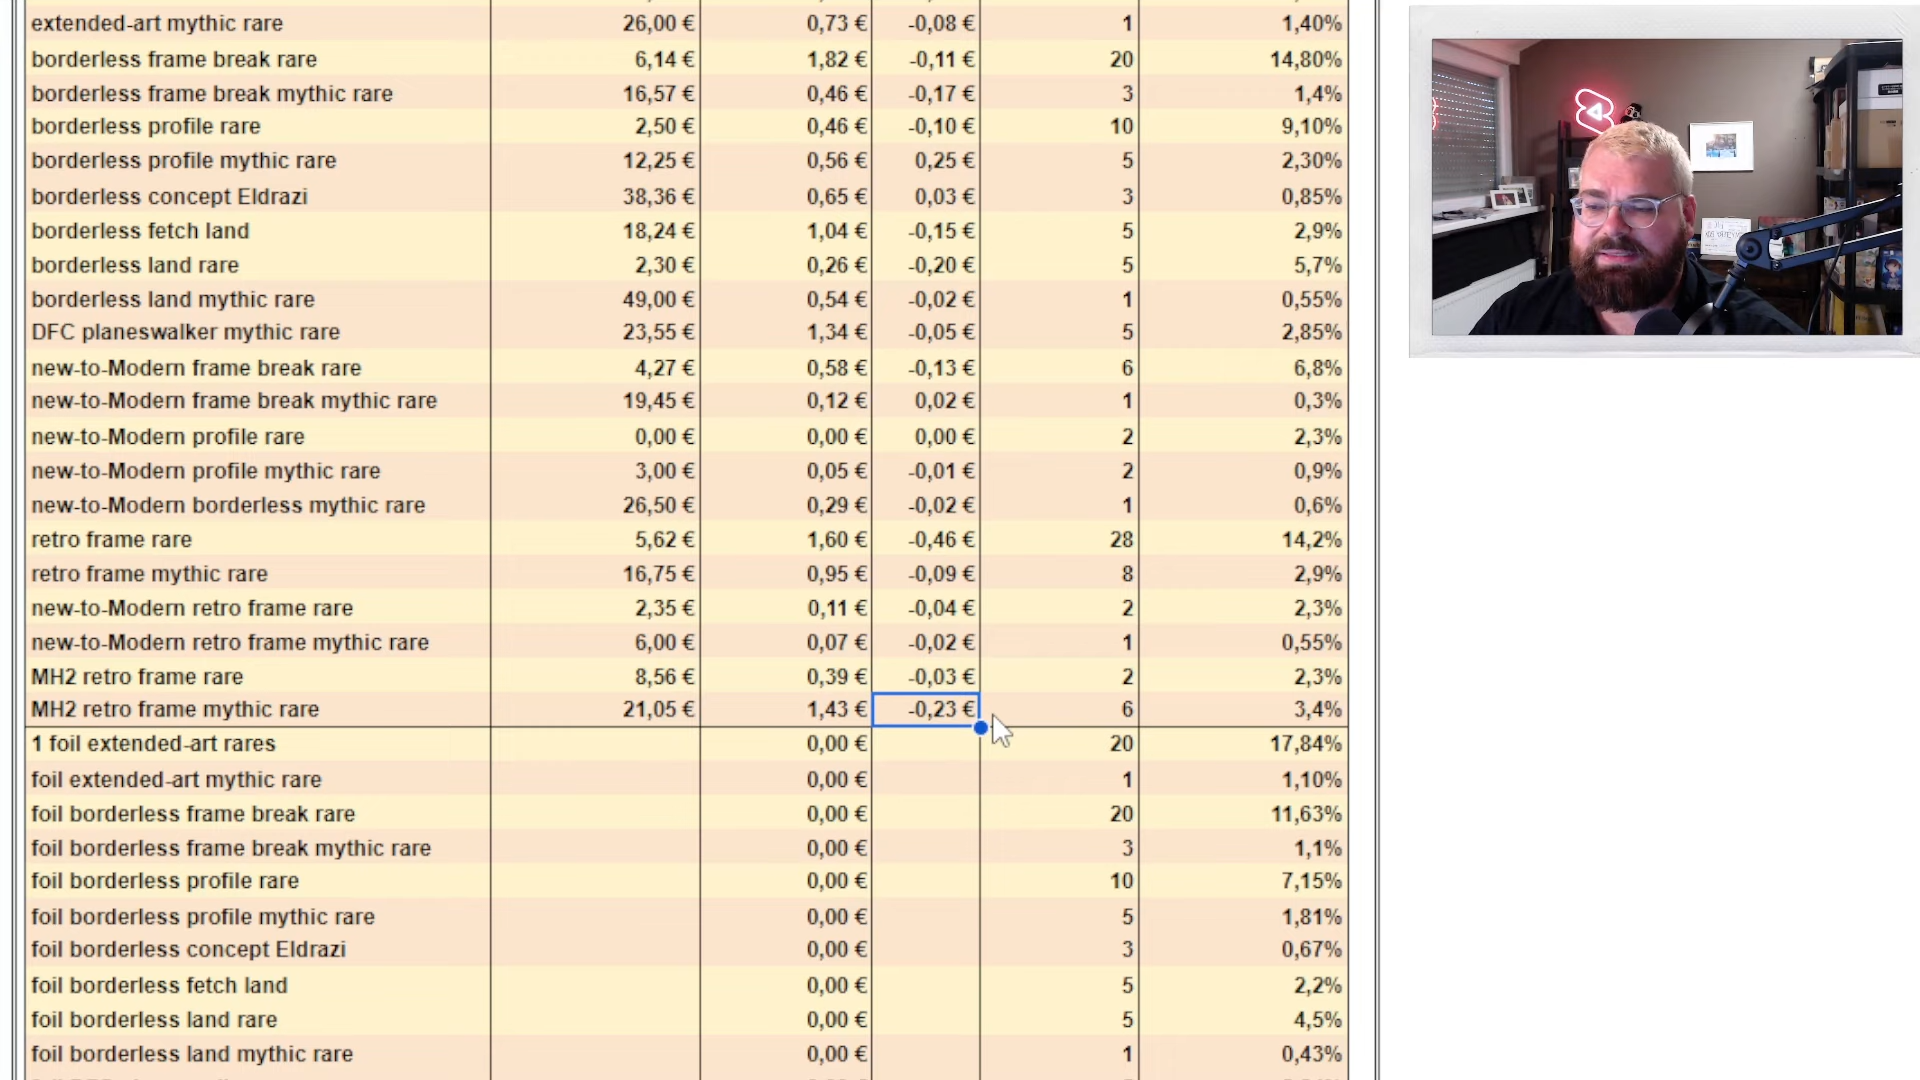 extended-art mythic rare 26,00 € 0,73 € -0,08 € 1 1,40%
borderless frame break rare 6,14 € 1,82 € -0,11 € 20 14,80%
borderless frame break mythic rare 16,57 € 0,46 € -0,17 € 3 1,4%
borderless profile rare 2,50 € 0,46 € -0,10 € 10 9,10%
borderless profile mythic rare 12,25 € 0,56 € 0,25 € 5 2,30%
borderless concept Eldrazi 38,36 € 0,65 € 0,03 € 3 0,85%
borderless fetch land 18,24 € 1,04 € -0,15 € 5 2,9%
borderless land rare 2,30 € 0,26 € -0,20 € 5 5,7%
borderless land mythic rare 49,00 € 0,54 € -0,02 € 1 0,55%
DFC planeswalker mythic rare 23,55 € 1,34 € -0,05 € 5 2,85%
new-to-Modern frame break rare 4,27 € 0,58 € -0,13 € 6 6,8%
new-to-Modern frame break mythic rare 19,45 € 0,12 € 0,02 € 1 0,3%
new-to-Modern profile rare 0,00 € 0,00 € 0,00 € 2 2,3%
new-to-Modern profile mythic rare 3,00 € 0,05 € -0,01 € 2 0,9%
new-to-Modern borderless mythic rare 26,50 € 0,29 € -0,02 € 1 0,6%
retro frame rare 5,62 € 1,60 € -0,46 € 28 14,2%
retro frame mythic rare 16,75 € 0,95 € -0,09 € 8 2,9%
new-to-Modern retro frame rare 2,35 € 0,11 € -0,04 € 2 2,3%
new-to-Modern retro frame mythic rare 6,00 € 0,07 € -0,02 € 1 0,55%
MH2 retro frame rare 8,56 € 0,39 € -0,03 € 2 2,3%
MH2 retro frame mythic rare 21,05 € 1,43 € -0,23 € 6 3,4%
1 foil extended-art rares 0,00 € 20 17,84%
foil extended-art mythic rare 0,00 € 1 1,10%
foil borderless frame break rare 0,00 € 20 11,63%
foil borderless frame break mythic rare 0,00 € 3 1,1%
foil borderless profile rare 0,00 € 10 7,15%
foil borderless profile mythic rare 0,00 € 5 1,81%
foil borderless concept Eldrazi 0,00 € 3 0,67%
foil borderless fetch land 0,00 € 5 2,2%
foil borderless land rare 0,00 € 5 4,5%
foil borderless land mythic rare 0,00 € 1 0,43%